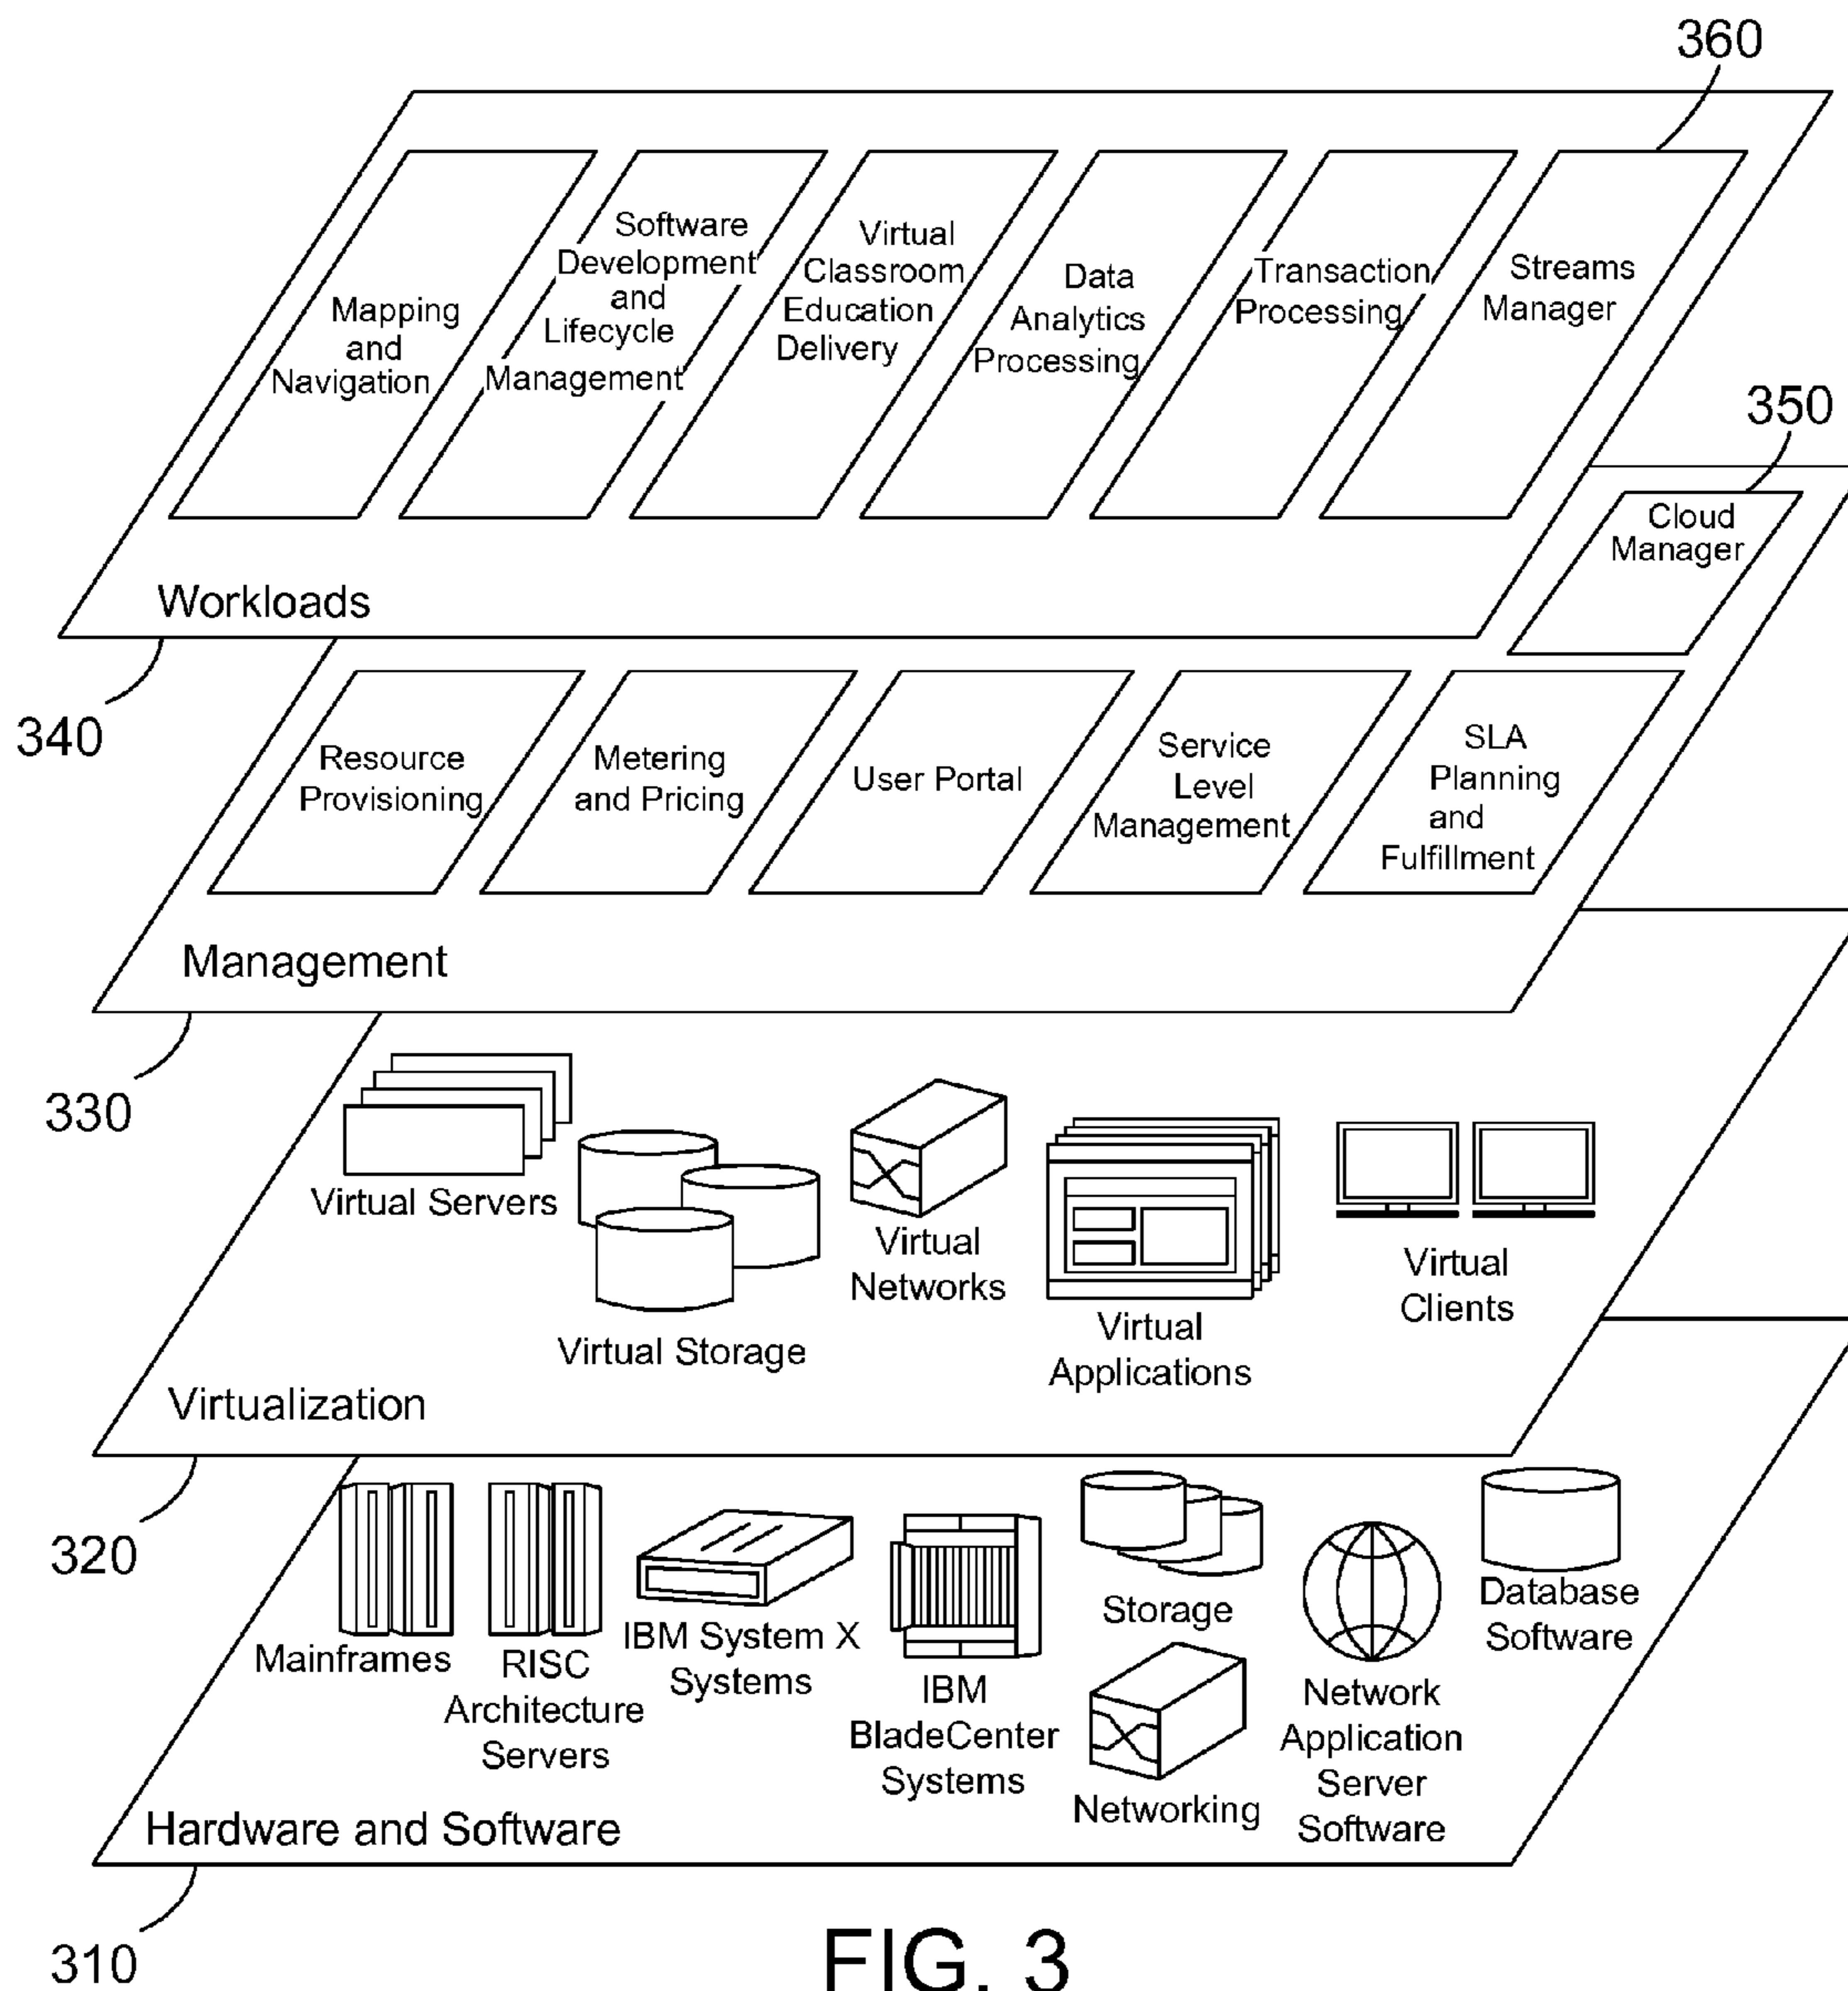 360
Mapping
and
Navigation
Software
Development
and
Lifecycle
Management
Virtual
Classroom
Education
Delivery
Data
Analytics
Processing
Transaction
Processing
Streams
Manager
350
Cloud
Manager
Workloads
340
Resource
Provisioning
Metering
and Pricing
User Portal
Service
Level
Management
SLA
Planning
and
Fulfillment
Management
330
Virtual Servers
Virtual Storage
Virtual
Networks
Virtual
Applications
Virtual
Clients
Virtualization
320
Mainframes
RISC
Architecture
Servers
IBM System X
Systems
IBM
BladeCenter
Systems
Storage
Networking
Network
Application
Server
Software
Database
Software
Hardware and Software
310
FIG. 3